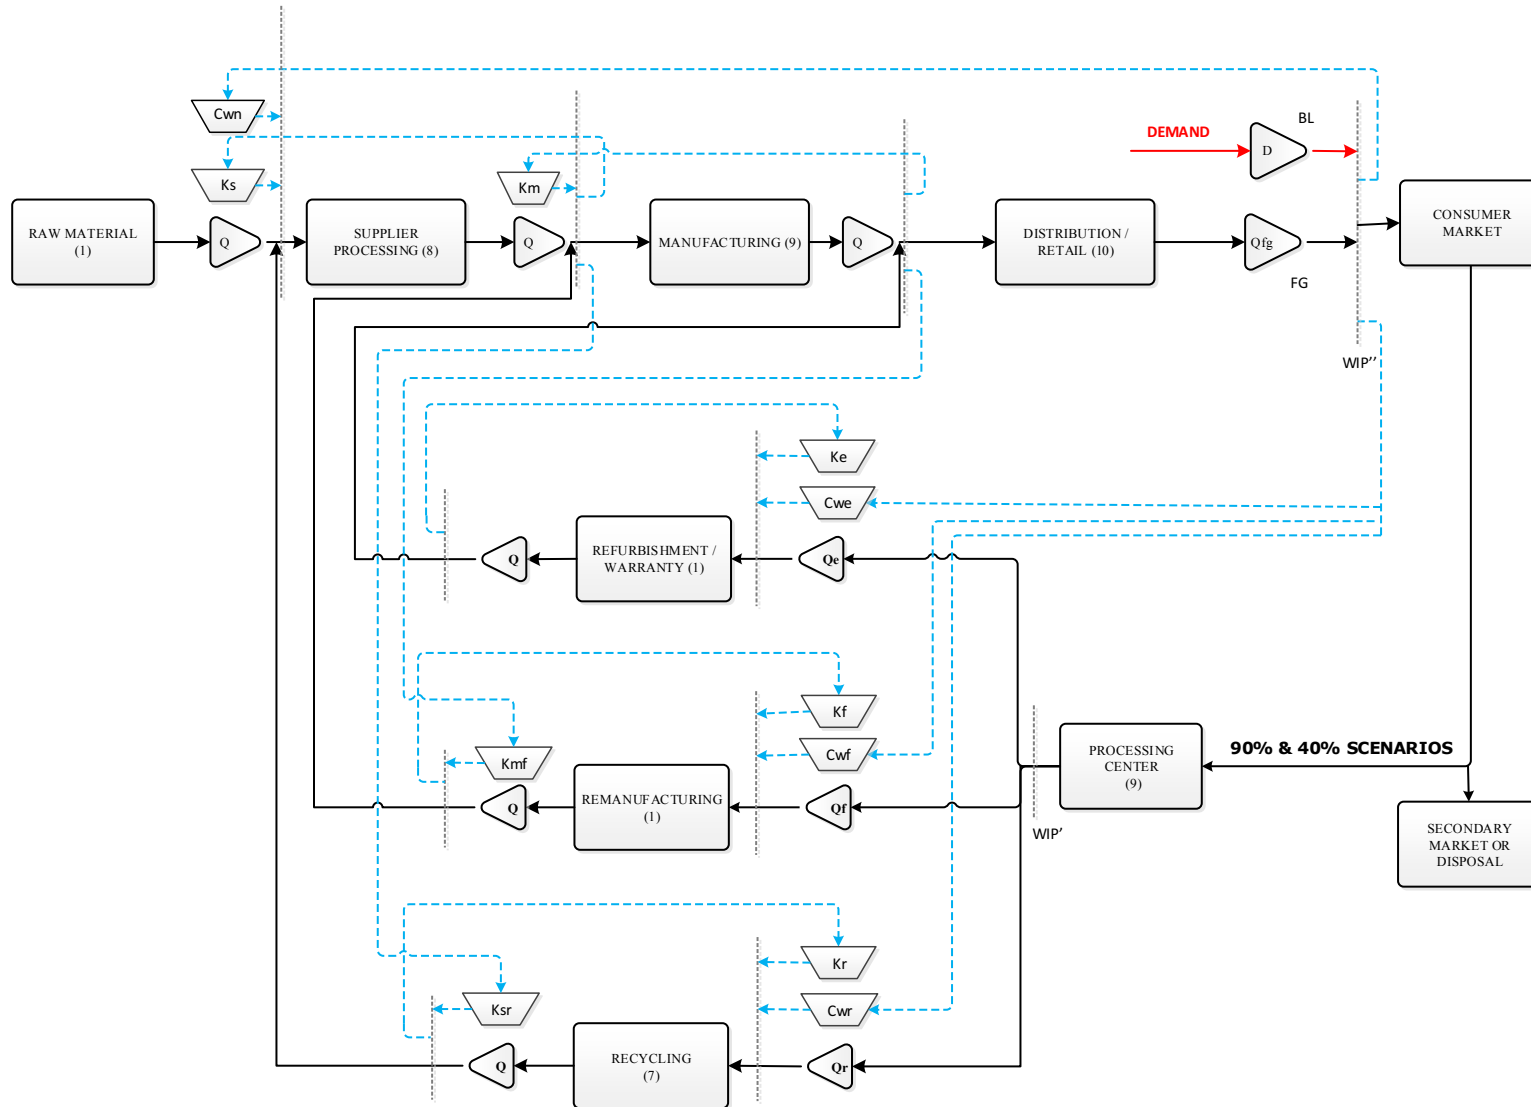 Cwn
DEMAND
BL
D
Ks
Km
RAW MATERIAL
(1)
Q
SUPPLIER
PROCESSING (8)
Q
MANUFACTURING (9)
Q
DISTRIBUTION /
RETAIL (10)
Qfg
FG
CONSUMER
MARKET
WIP''
Ke
Cwe
Q
REFURBISHMENT /
WARRANTY (1)
Qe
Kf
Cwf
Kmf
Q
REMANUFACTURING
(1)
Qf
WIP'
PROCESSING
CENTER
(9)
90% & 40% SCENARIOS
SECONDARY
MARKET OR
DISPOSAL
Kr
Cwr
Ksr
Q
RECYCLING
(7)
Qr